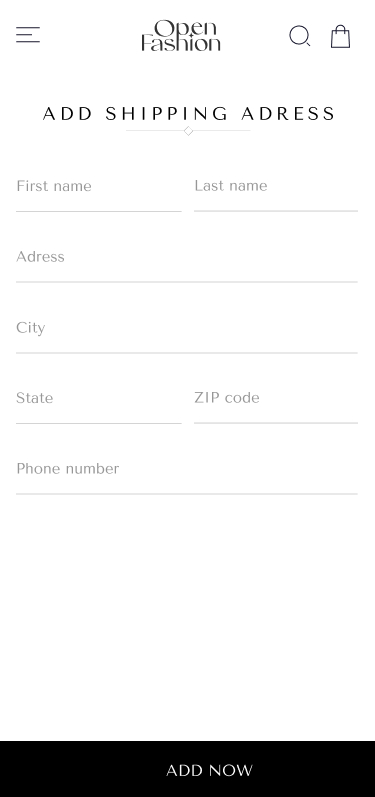 Open
Fashion
ADD SHIPPING ADRESS
First name
Last name
Adress
City
State
ZIP code
Phone number
ADD NOW